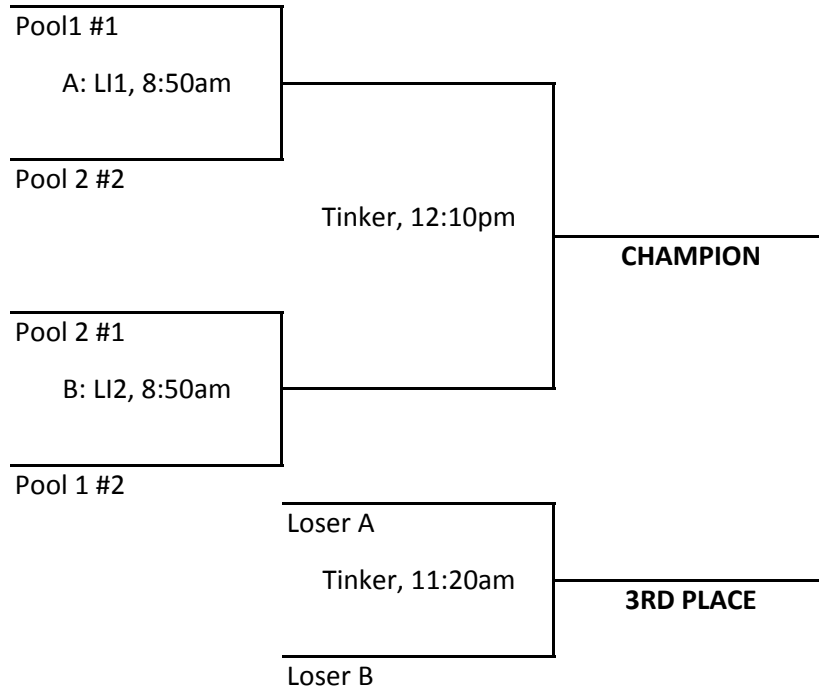 Pool1 #1
A: LI1, 8:50am
Pool 2 #2
Tinker, 12:10pm
CHAMPION
Pool 2 #1
B: LI2, 8:50am
Pool 1 #2
Loser A
Tinker, 11:20am
3RD PLACE
Loser B